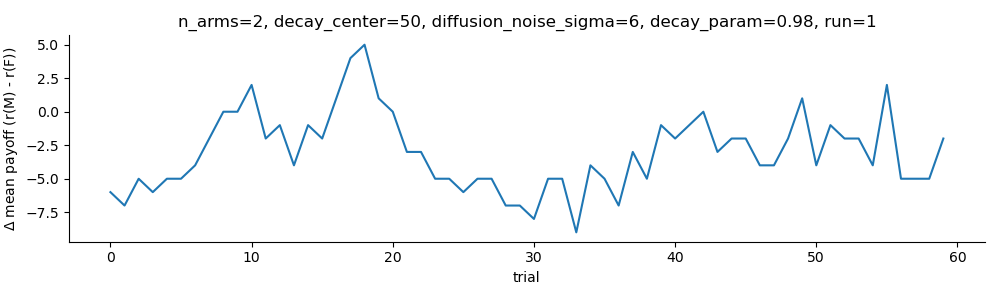 n_arms=2, decay_center=50, diffusion_noise_sigma=6, decay_param=0.98, run=1
Δ mean payoff (r(M) - r(F))
5.0
2.5
0.0
−2.5
−5.0
−7.5
0 10 20 30 40 50 60
trial